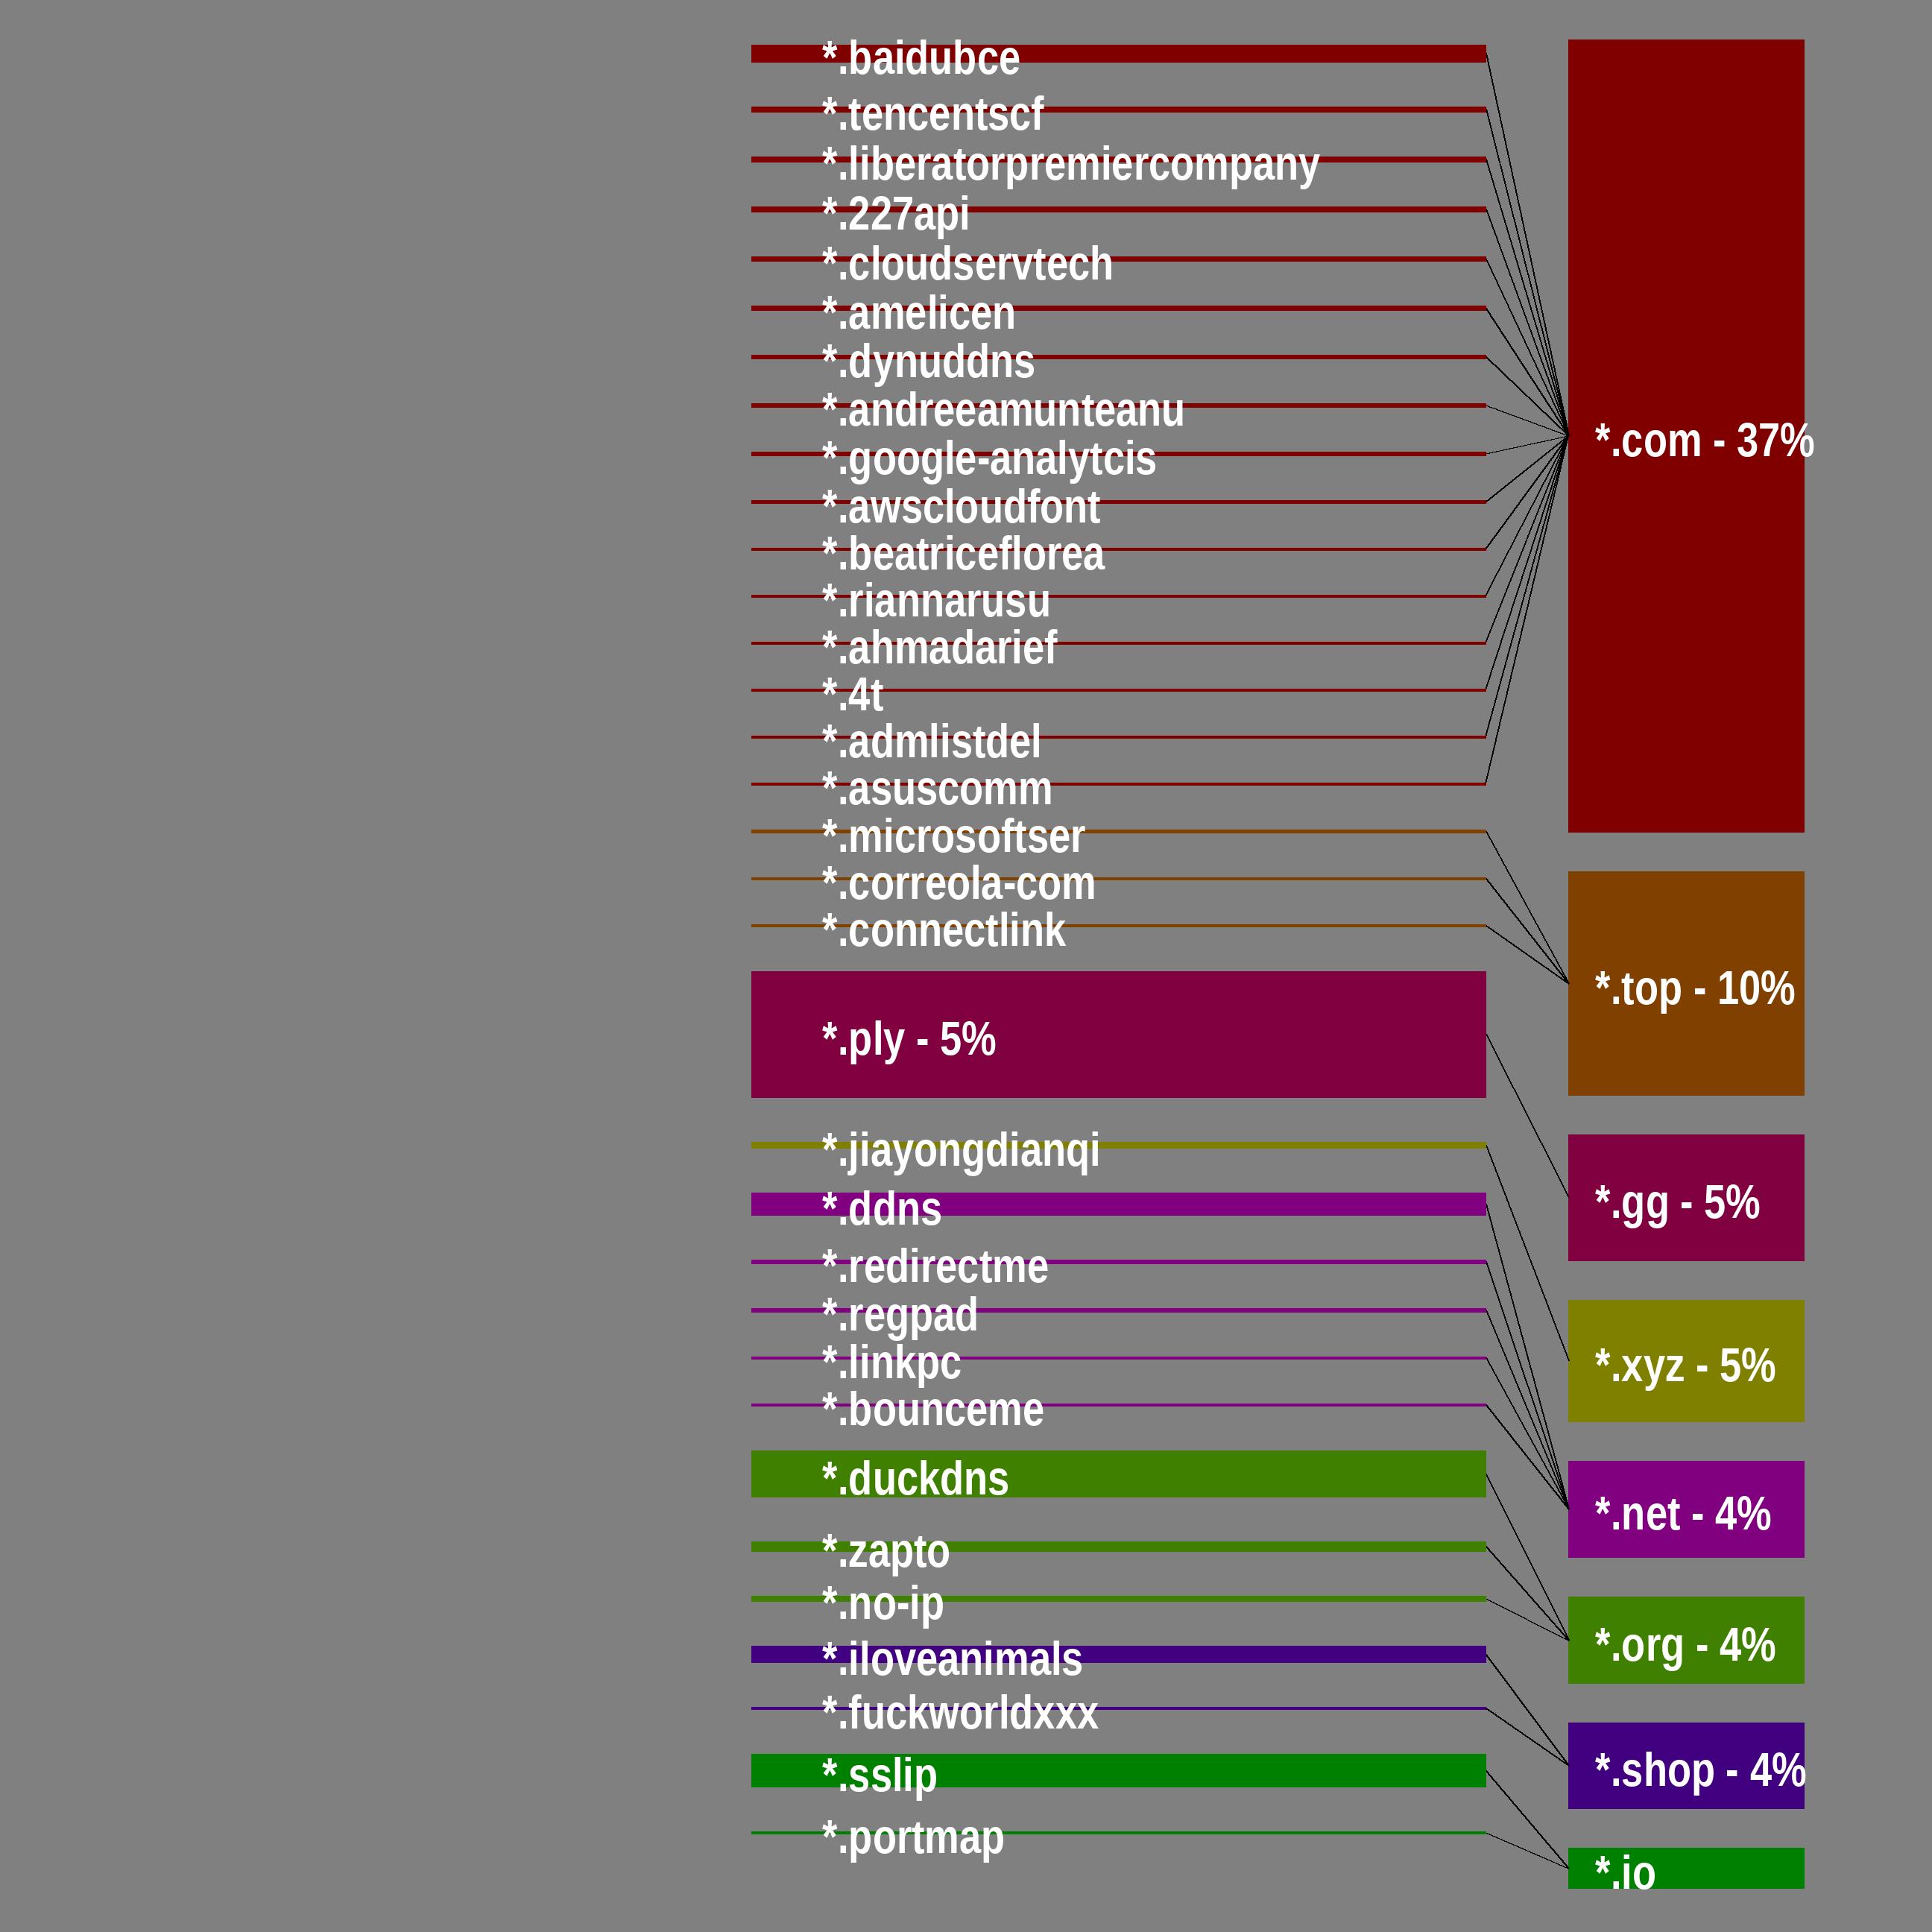 *.baidubce
*.tencentscf
*.liberatorpremiercompany
*.227api
*.cloudservtech
*.amelicen
*.dynuddns
*.andreeamunteanu
*.google-analytcis
*.awscloudfont
*.beatriceflorea
*.riannarusu
*.ahmadarief
*.4t
*.admlistdel
*.asuscomm
*.microsoftser
*.correola-com
*.connectlink
*.ply - 5%
*.jiayongdianqi
*.ddns
*.redirectme
*.regpad
*.linkpc
*.bounceme
*.duckdns
*.zapto
*.no-ip
*.iloveanimals
*.fuckworldxxx
*.sslip
*.portmap
*.com - 37%
*.top - 10%
*.gg - 5%
*.xyz - 5%
*.net - 4%
*.org - 4%
*.shop - 4%
*.io